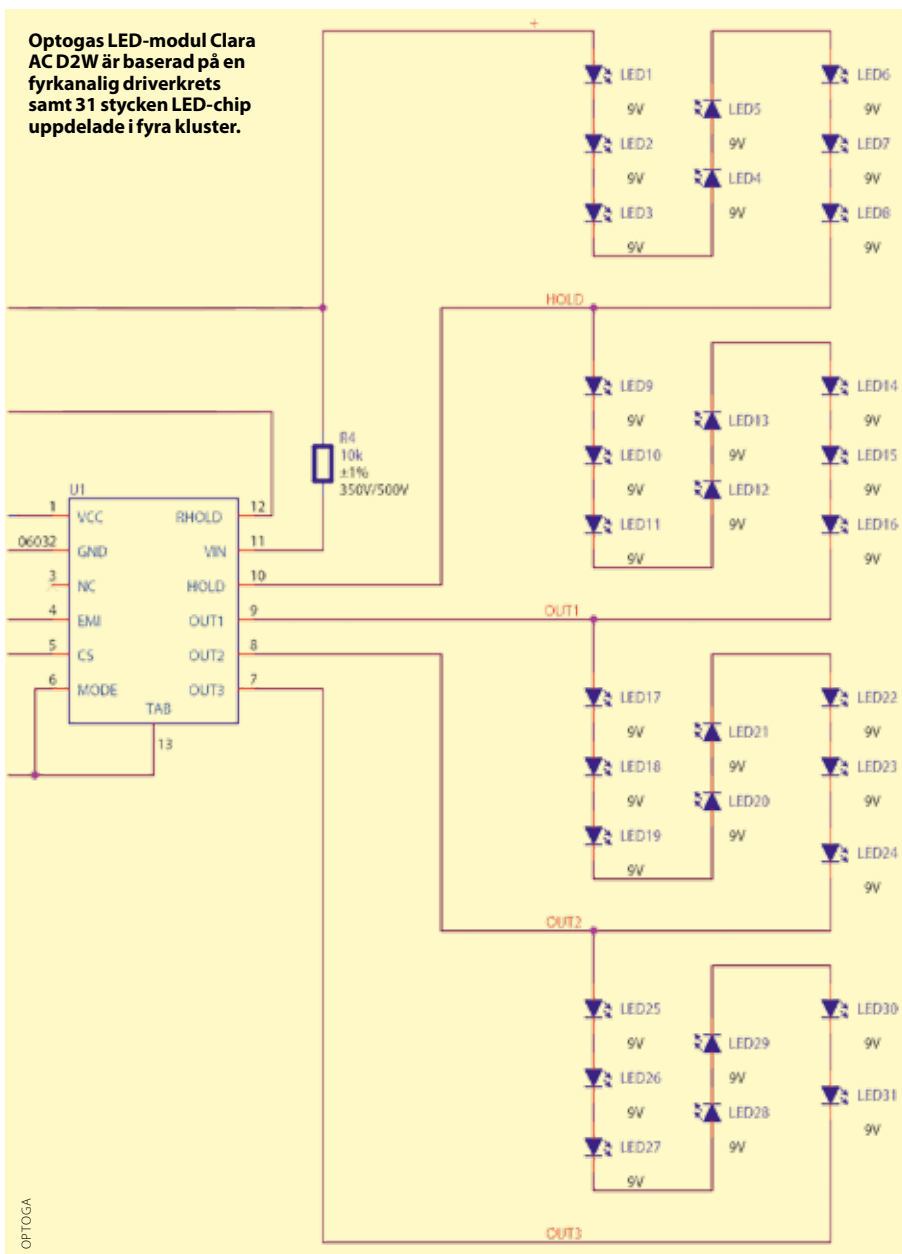 Optogas LED-modul Clara
AC D2W är baserad på en
fyrkanalig driverkrets
samt 31 stycken LED-chip
uppdelade i fyra kluster.
+
LED1
9V
LED2
9V
LED3
9V
LED5
9V
LED4
9V
LED6
9V
LED7
9V
LED8
9V
HOLD
LED9
9V
LED10
9V
LED11
9V
LED13
9V
LED12
9V
LED14
9V
LED15
9V
LED16
9V
R4
10k
±1%
350V/500V
U1
1 VCC
06032 GND
3 NC
4 EMI
5 CS
6 MODE
RHOLD 12
VIN 11
HOLD 10
OUT1 9
OUT2 8
OUT3 7
TAB
13
OUT1
LED17
9V
LED18
9V
LED19
9V
LED21
9V
LED20
9V
LED22
9V
LED23
9V
LED24
9V
OUT2
LED25
9V
LED26
9V
LED27
9V
LED29
9V
LED28
9V
LED30
9V
LED31
9V
OUT3
OPTOGA